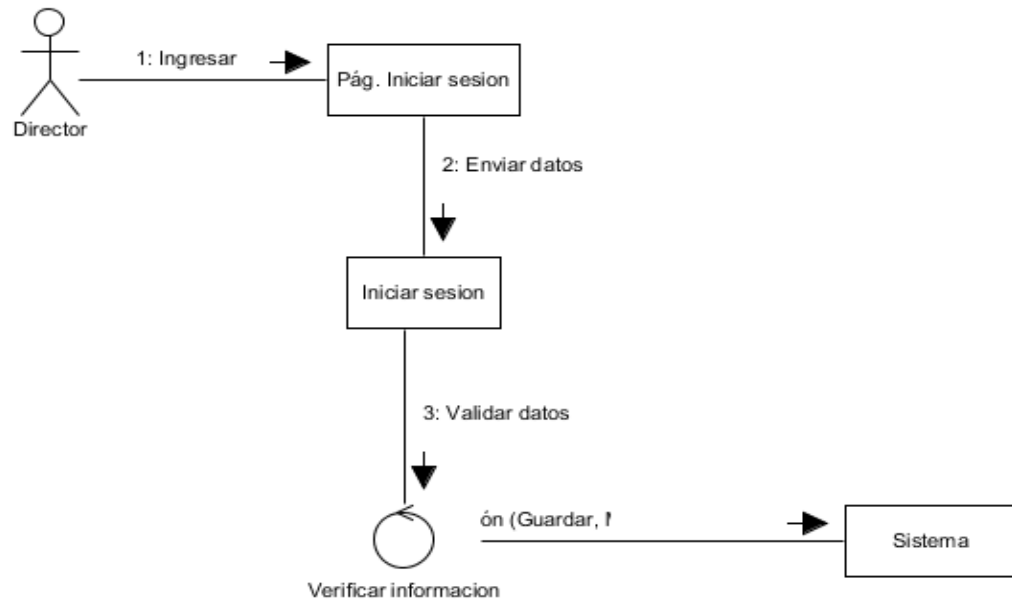 1: Ingresar
Pág. Iniciar sesion
Director
2: Enviar datos
Iniciar sesion
3: Validar datos
ón (Guardar,
Sistema
Verificar informacion